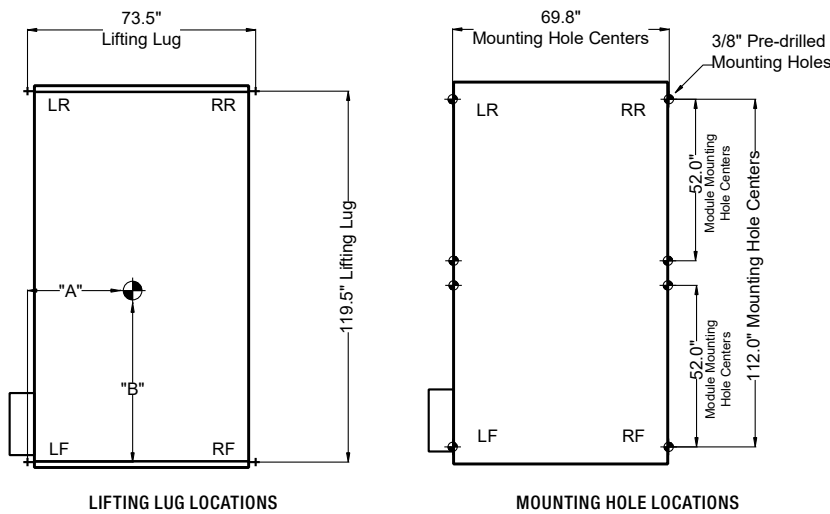 73.5"
Lifting Lug
LR
RR
"A"
119.5" Lifting Lug
"B"
LF
RF
LIFTING LUG LOCATIONS
69.8"
Mounting Hole Centers
3/8" Pre-drilled
Mounting Holes
LR
RR
52.0"
Module Mounting
Hole Centers
112.0" Mounting Hole Centers
52.0"
Module Mounting
Hole Centers
LF
RF
MOUNTING HOLE LOCATIONS